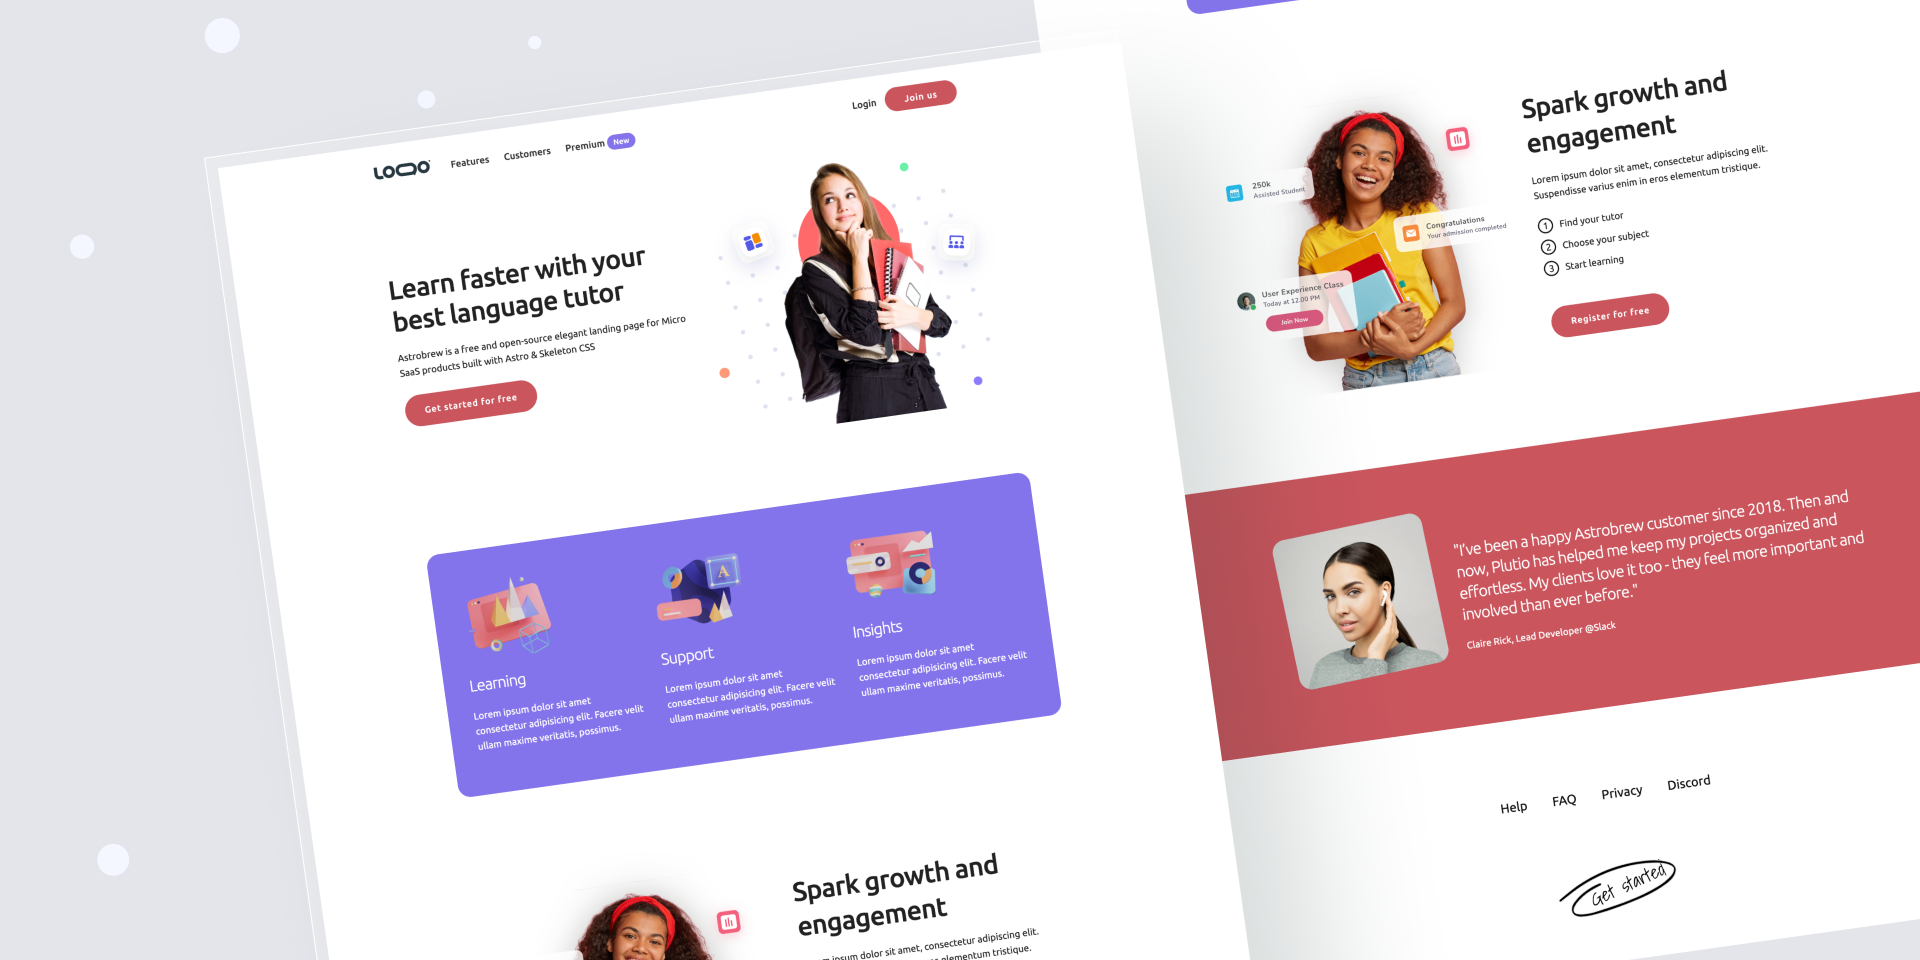 LOQO
Features
Customers
Premium
New
Login
Join us
Learn faster with your
best language tutor
Astrobrew is a free and open-source elegant landing page for Micro
SaaS products built with Astro & Skeleton CSS
Get started for free
Learning
Lorem ipsum dolor sit amet
consectetur adipisicing elit. Facere velit
ullam maxime veritatis, possimus.
A
Support
Lorem ipsum dolor sit amet
consectetur adipisicing elit. Facere velit
ullam maxime veritatis, possimus.
Insights
Lorem ipsum dolor sit amet
consectetur adipisicing elit. Facere velit
ullam maxime veritatis, possimus.
Spark growth and
engagement
ipsum dolor sit amet, consectetur adipiscing elit.
elementum tristique.
250k
Assisted Student
Congratulations
Your admission completed
User Experience Class
Today at 12.00 PM
Join Now
Spark growth and
engagement
Lorem ipsum dolor sit amet, consectetur adipiscing elit.
Suspendisse varius enim in eros elementum tristique.
1 Find your tutor
2 Choose your subject
3 Start learning
Register for free
"I've been a happy Astrobrew customer since 2018. Then and
now, Plutio has helped me keep my projects organized and
effortless. My clients love it too - they feel more important and
involved than ever before."
Claire Rick, Lead Developer @Slack
Help
FAQ
Privacy
Discord
Get started